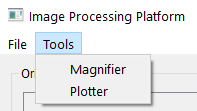 Image Processing Platform
File Tools
Magnifier
Plotter